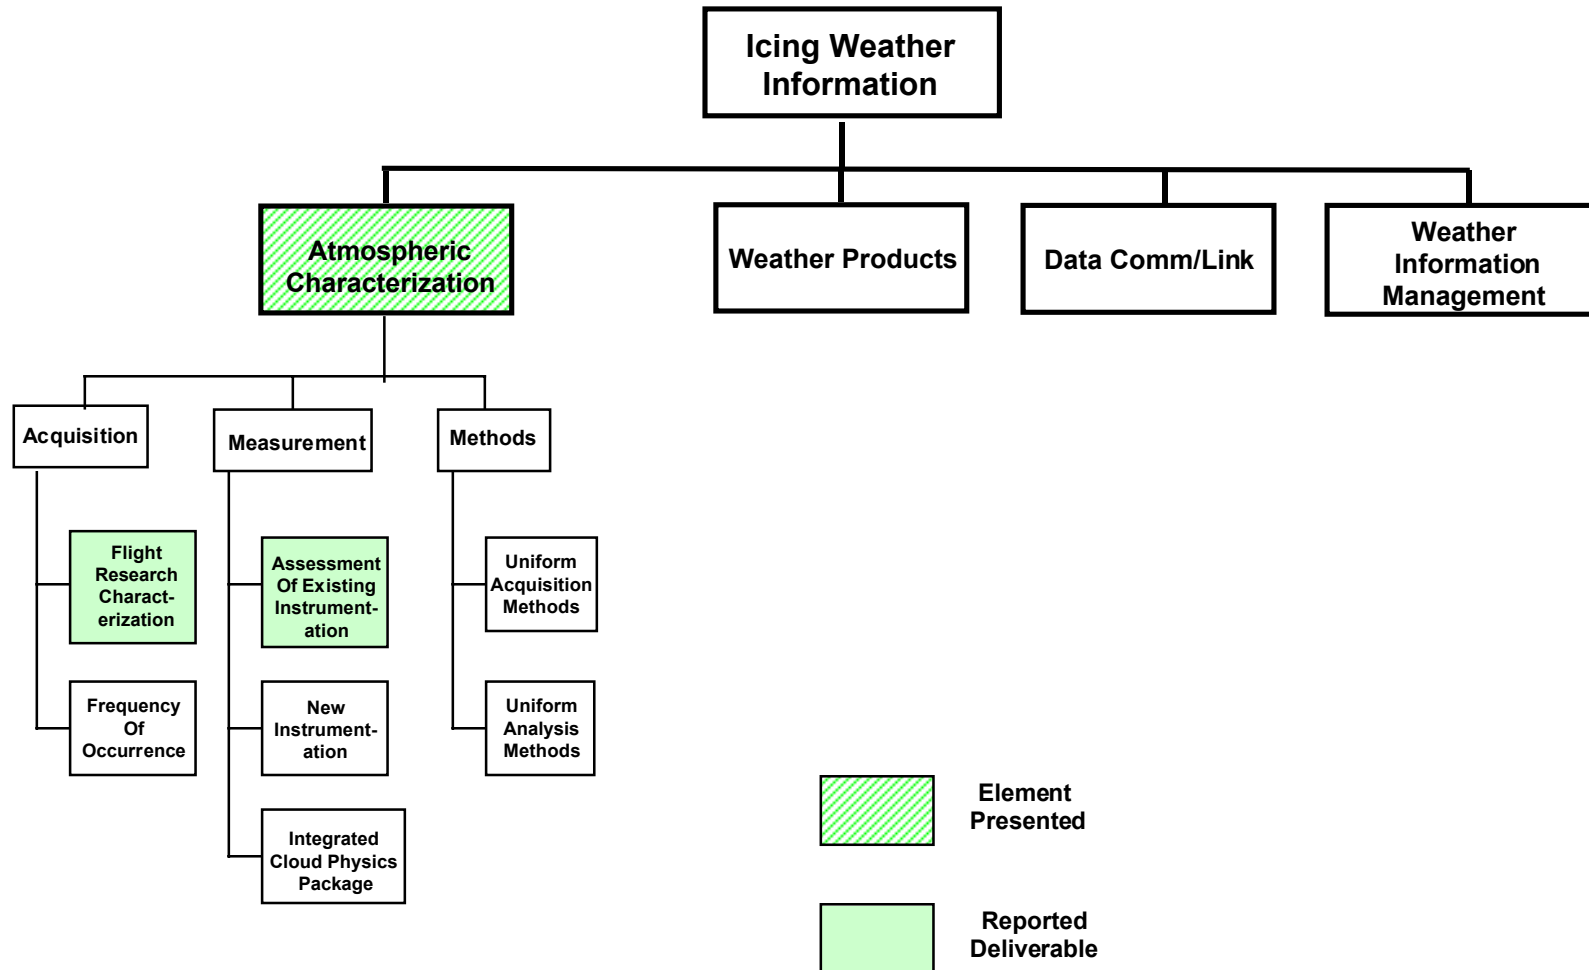 Icing Weather
Information
Atmospheric
Characterization
Weather Products
Data Comm/Link
Weather
Information
Management
Acquisition
Measurement
Methods
Flight
Research
Charact-
erization
Assessment
Of Existing
Instrument-
ation
Uniform
Acquisition
Methods
Frequency
Of
Occurrence
New
Instrument-
ation
Uniform
Analysis
Methods
Integrated
Cloud Physics
Package
Element
Presented
Reported
Deliverable